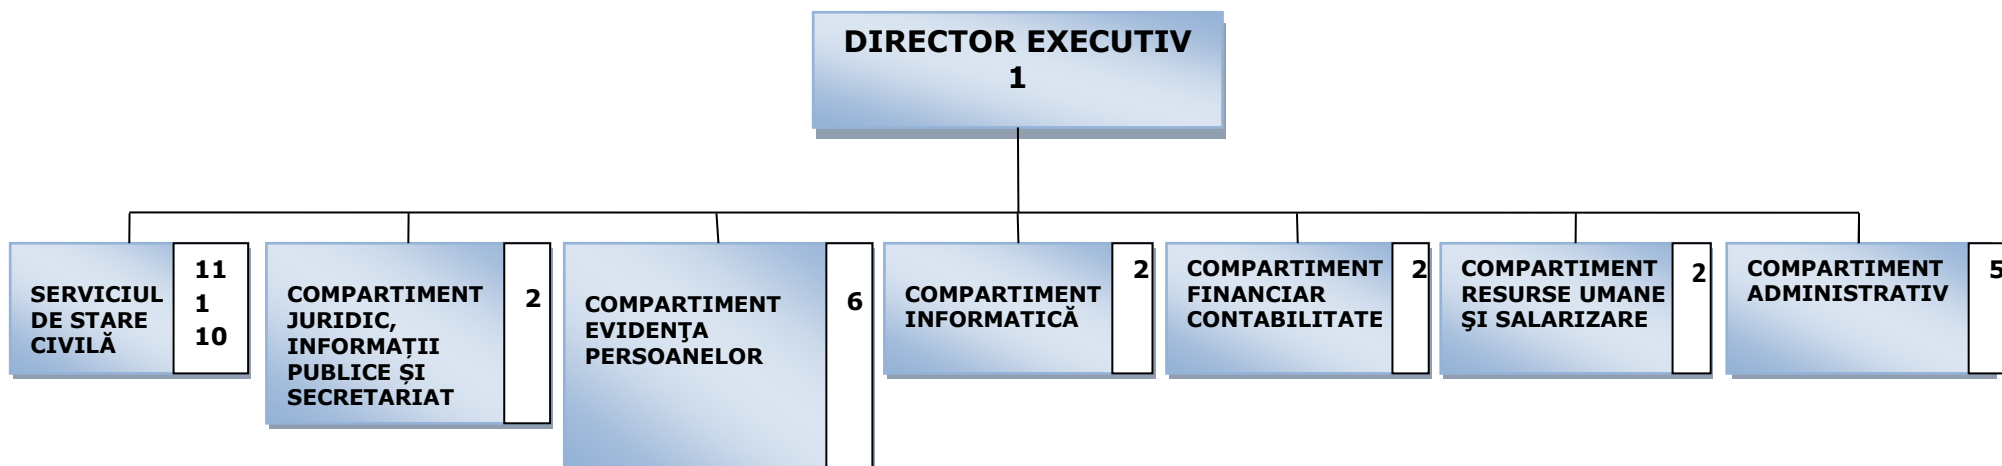 DIRECTOR EXECUTIV
1
SERVICIUL
DE STARE
CIVILĂ
11
1
10
COMPARTIMENT
JURIDIC,
INFORMAȚII
PUBLICE ȘI
SECRETARIAT
2
COMPARTIMENT
EVIDENŢA
PERSOANELOR
6
COMPARTIMENT
INFORMATICĂ
2
COMPARTIMENT
FINANCIAR
CONTABILITATE
2
COMPARTIMENT
RESURSE UMANE
ŞI SALARIZARE
2
COMPARTIMENT
ADMINISTRATIV
5